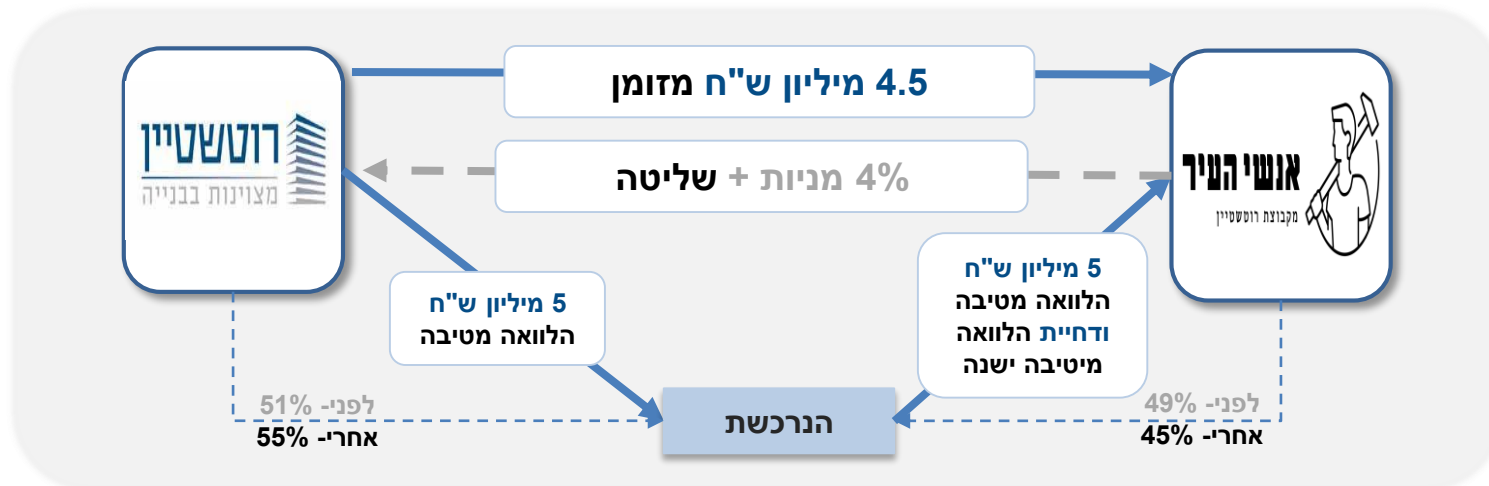 4.5 מיליון ש"ח מזומן
רוטשטיין
מצוינות בבנייה
אנשי העיר
מקבוצת רוטשטיין
4% מניות + שליטה
5 מיליון ש"ח
הלוואה מטיבה
5 מיליון ש"ח
הלוואה מטיבה
ודחיית הלוואה
מיטיבה ישנה
לפני- 51%
אחרי- 55%
הנרכשת
לפני- 49%
אחרי- 45%